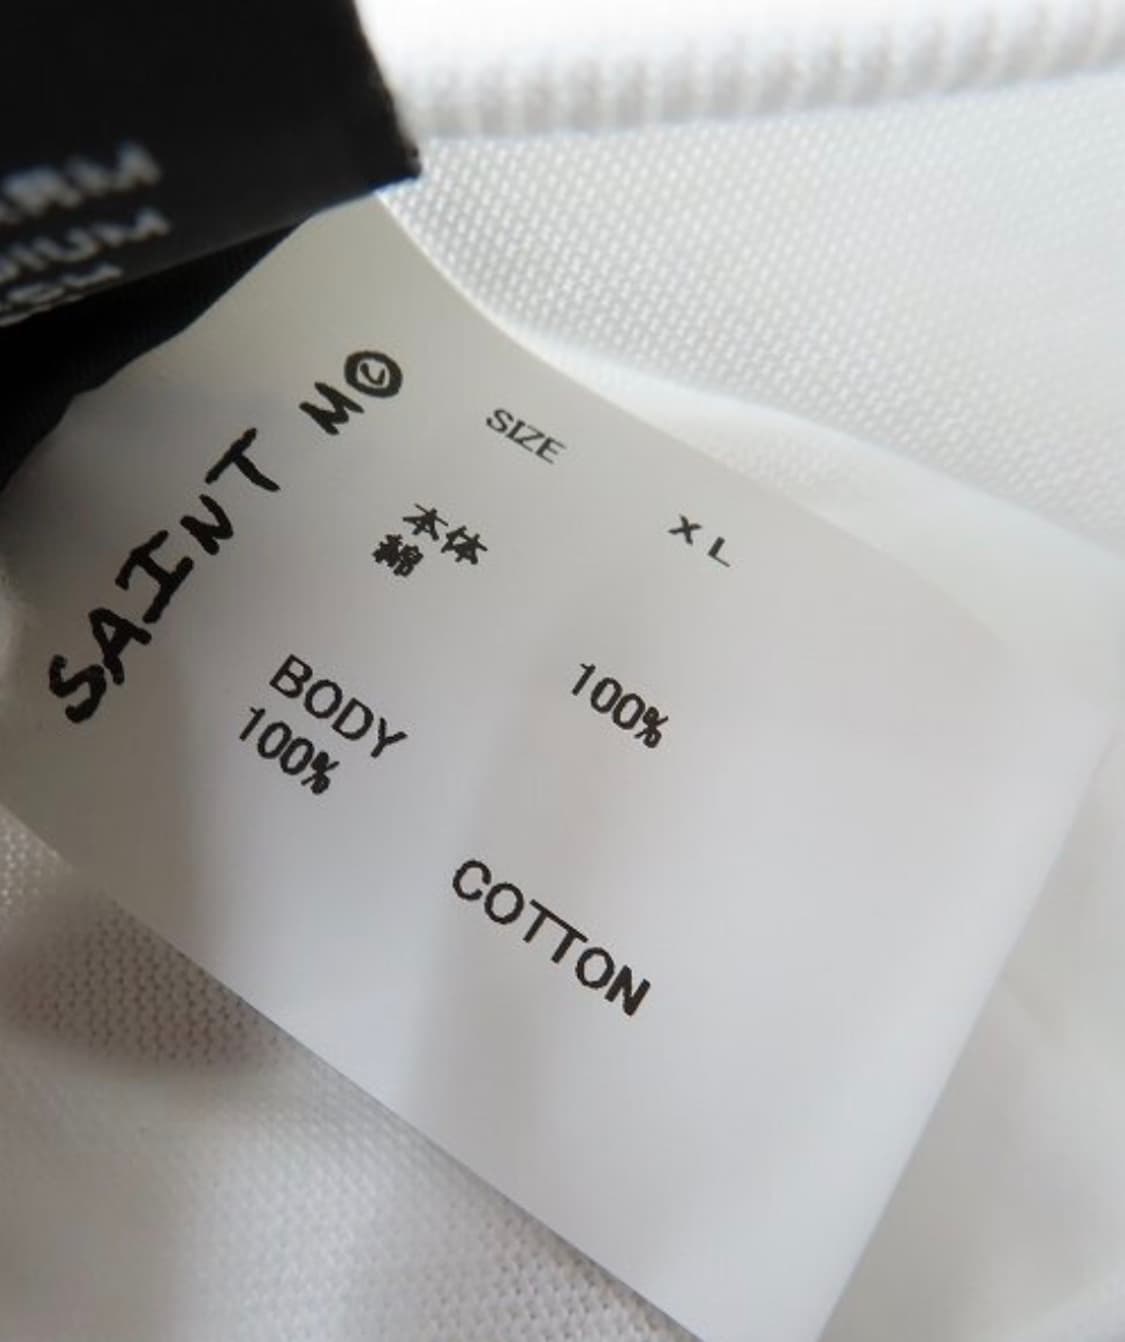 SAINT M©
SIZE XL
本体
綿 100%
BODY
100% COTTON